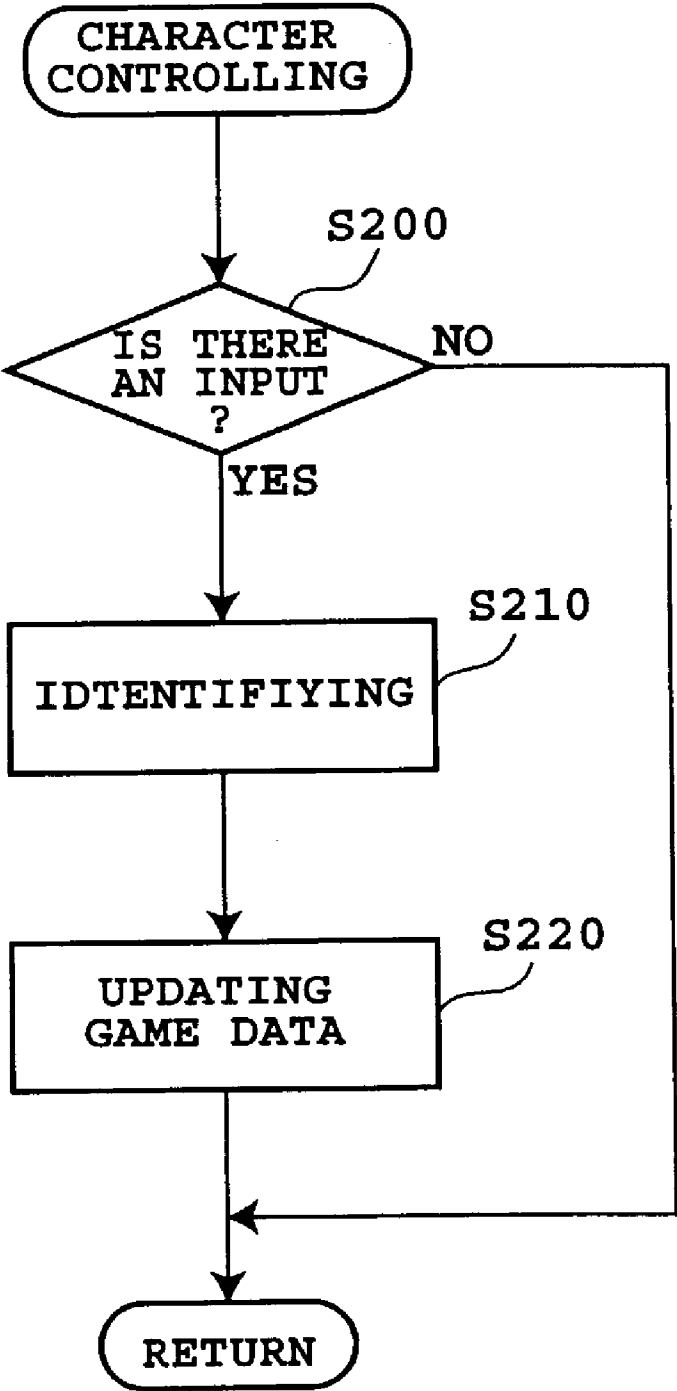 CHARACTER
CONTROLLING
S200
IS THERE
AN INPUT
?
NO
YES
S210
IDTENTIFIYING
S220
UPDATING
GAME DATA
RETURN